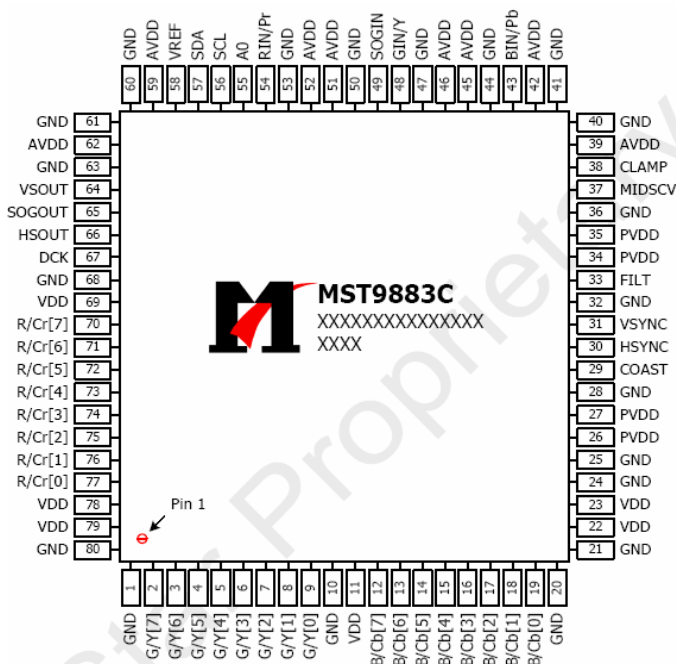 GND
AVDD
VREF
SDA
SCL
A0
RIN/Pr
GND
AVDD
AVDD
GND
SOGIN
GIN/Y
GND
AVDD
AVDD
GND
BIN/Pb
AVDD
GND
60
59
58
57
56
55
54
53
52
51
50
49
48
47
46
45
44
43
42
41
GND 61
AVDD 62
GND 63
VSOUT 64
SOGOUT 65
HSOUT 66
DCK 67
GND 68
VDD 69
R/Cr[7] 70
R/Cr[6] 71
R/Cr[5] 72
R/Cr[4] 73
R/Cr[3] 74
R/Cr[2] 75
R/Cr[1] 76
R/Cr[0] 77
VDD 78
VDD 79
GND 80
MST9883C
XXXXXXXXXXXXXXX
XXXX
Pin 1
40 GND
39 AVDD
38 CLAMP
37 MIDSCV
36 GND
35 PVDD
34 PVDD
33 FILT
32 GND
31 VSYNC
30 HSYNC
29 COAST
28 GND
27 PVDD
26 PVDD
25 GND
24 GND
23 VDD
22 VDD
21 GND
1
2
3
4
5
6
7
8
9
10
11
12
13
14
15
16
17
18
19
20
GND
G/Y[7]
G/Y[6]
G/Y[5]
G/Y[4]
G/Y[3]
G/Y[2]
G/Y[1]
G/Y[0]
GND
VDD
B/Cb[7]
B/Cb[6]
B/Cb[5]
B/Cb[4]
B/Cb[3]
B/Cb[2]
B/Cb[1]
B/Cb[0]
GND